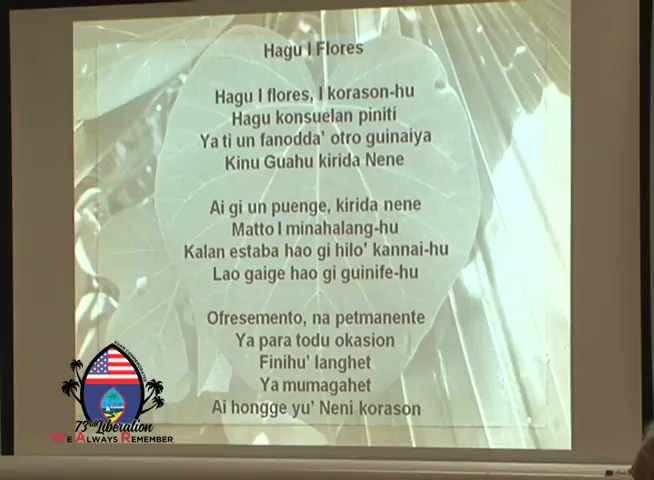 Hagu I Flores
Hagu I flores, I korason-hu
Hagu konsuelan piniti
Ya ti un fanodda' otro guinaiya
Kinu Guahu kirida Nene
Ai gi un puenge, kirida nene
Matto I minahalang-hu
Kalan estaba hao gi hilo' kannai-hu
Lao gaige hao gi guinife-hu
Ofresemento, na petmanente
Ya para todu okasion
Finihu' langhet
Ya mumagahet
Ai hongge yu' Neni korason
73rd Liberation
WE ALWAYS REMEMBER